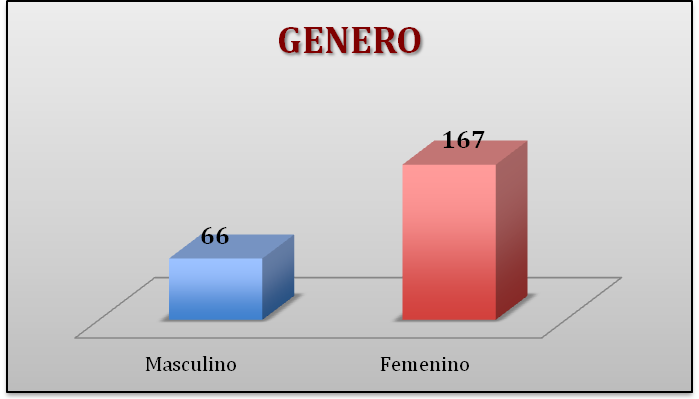 GENERO
167
66
Masculino Femenino